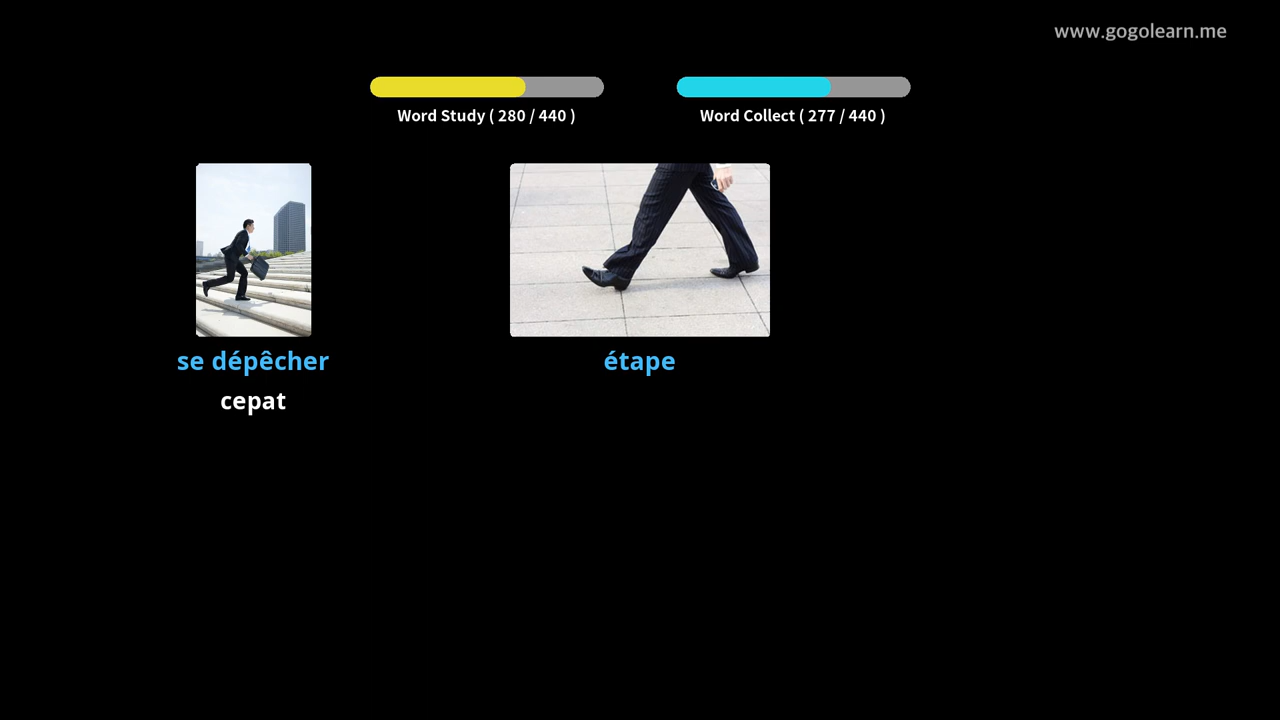 www.gogolearn.me
Word Study ( 280 / 440 )
Word Collect ( 277 / 440 )
se dépêcher
cepat
étape